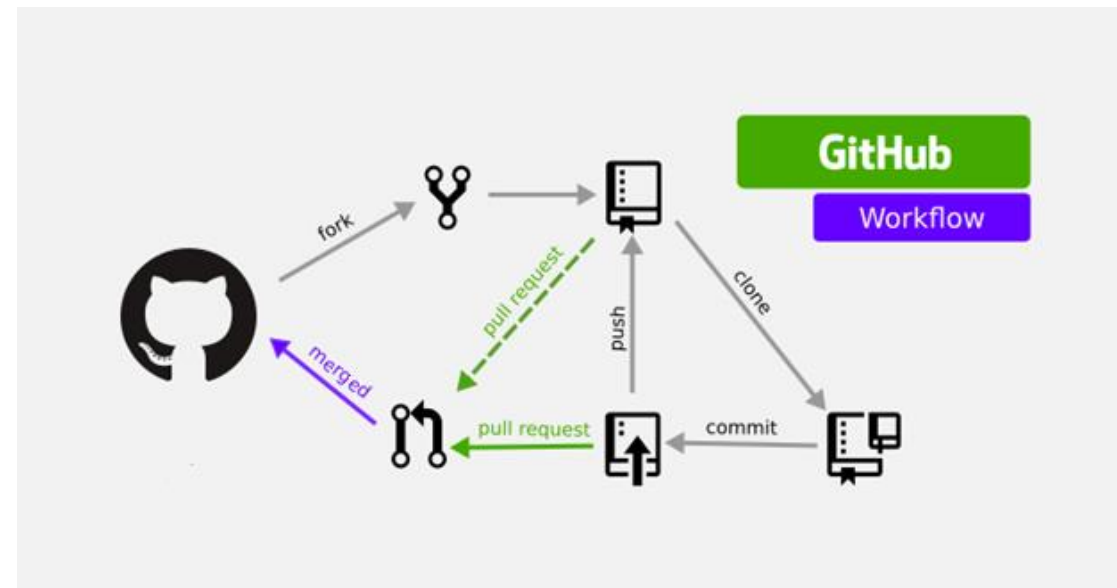 GitHub
Workflow
fork
pull request
clone
push
merged
pull request
commit